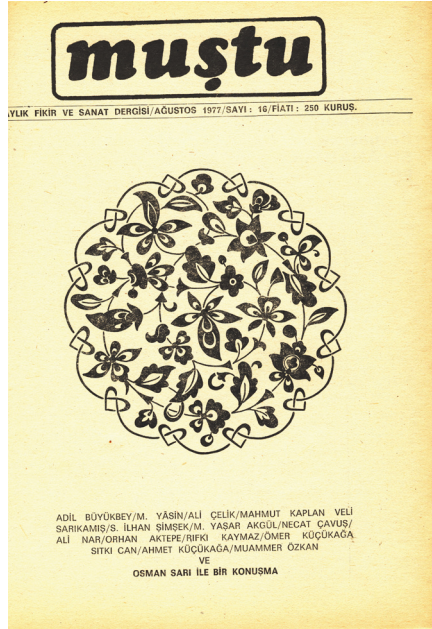 muştu
AYLIK FİKİR VE SANAT DERGİSİ/AĞUSTOS 1977/SAYI : 16/FİATI : 250 KURUŞ.
ADİL BÜYÜKBEY/M. YÂSİN/ALİ ÇELİK/MAHMUT KAPLAN VELİ
SARIKAMIŞ/S. İLHAN ŞİMŞEK/M. YAŞAR AKGÜL/NECAT ÇAVUŞ/
ALİ NAR/ORHAN AKTEPE/RIFKI KAYMAZ/ÖMER KÜÇÜKAĞA
SITKI CAN/AHMET KÜÇÜKAĞA/MUAMMER ÖZKAN
VE
OSMAN SARI İLE BİR KONUŞMA